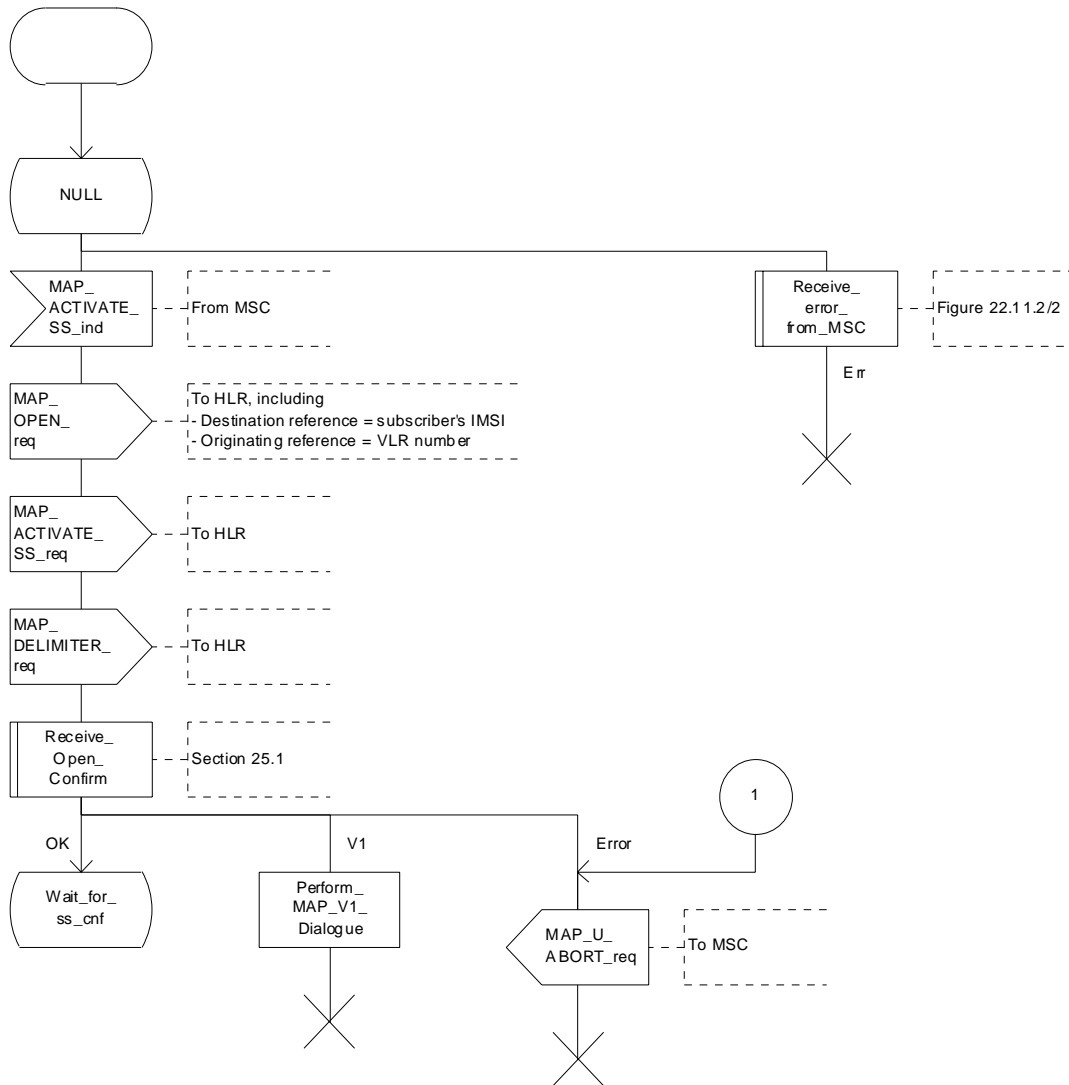 NULL
MAP_
ACTIVATE_
SS_ind
From MSC
Receive_
error_
from_MSC
Figure 22.11.2/2
Err
MAP_
OPEN_
req
To HLR, including
- Destination reference = subscriber's IMSI
- Originating reference = VLR number
MAP_
ACTIVATE_
SS_req
To HLR
MAP_
DELIMITER_
req
To HLR
Receive_
Open_
Confirm
Section 25.1
1
OK
V1
Error
Wait_for_
ss_cnf
Perform_
MAP_V1_
Dialogue
MAP_U_
ABORT_req
To MSC